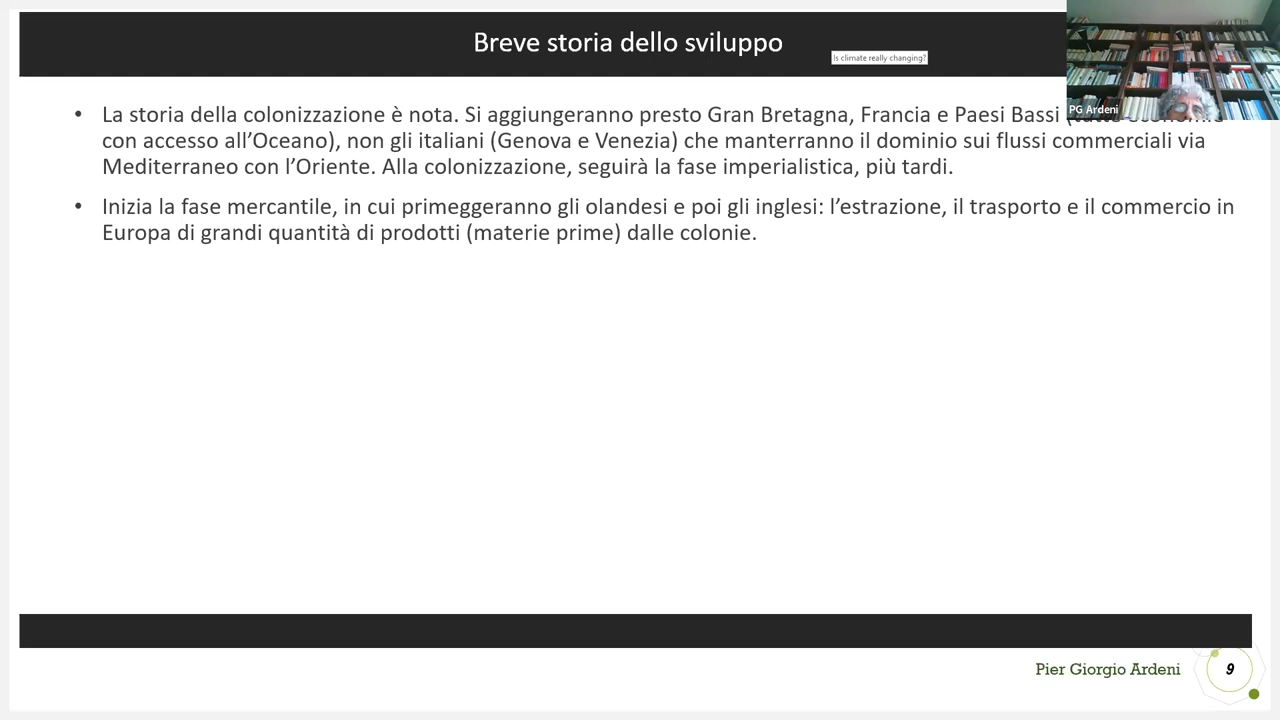 Breve storia dello sviluppo
Is climate really changing?
PG Ardeni
• La storia della colonizzazione è nota. Si aggiungeranno presto Gran Bretagna, Francia e Paesi Bassi
con accesso all’Oceano), non gli italiani (Genova e Venezia) che manterranno il dominio sui flussi commerciali via
Mediterraneo con l’Oriente. Alla colonizzazione, seguirà la fase imperialistica, più tardi.
• Inizia la fase mercantile, in cui primeggeranno gli olandesi e poi gli inglesi: l’estrazione, il trasporto e il commercio in
Europa di grandi quantità di prodotti (materie prime) dalle colonie.
Pier Giorgio Ardeni
9